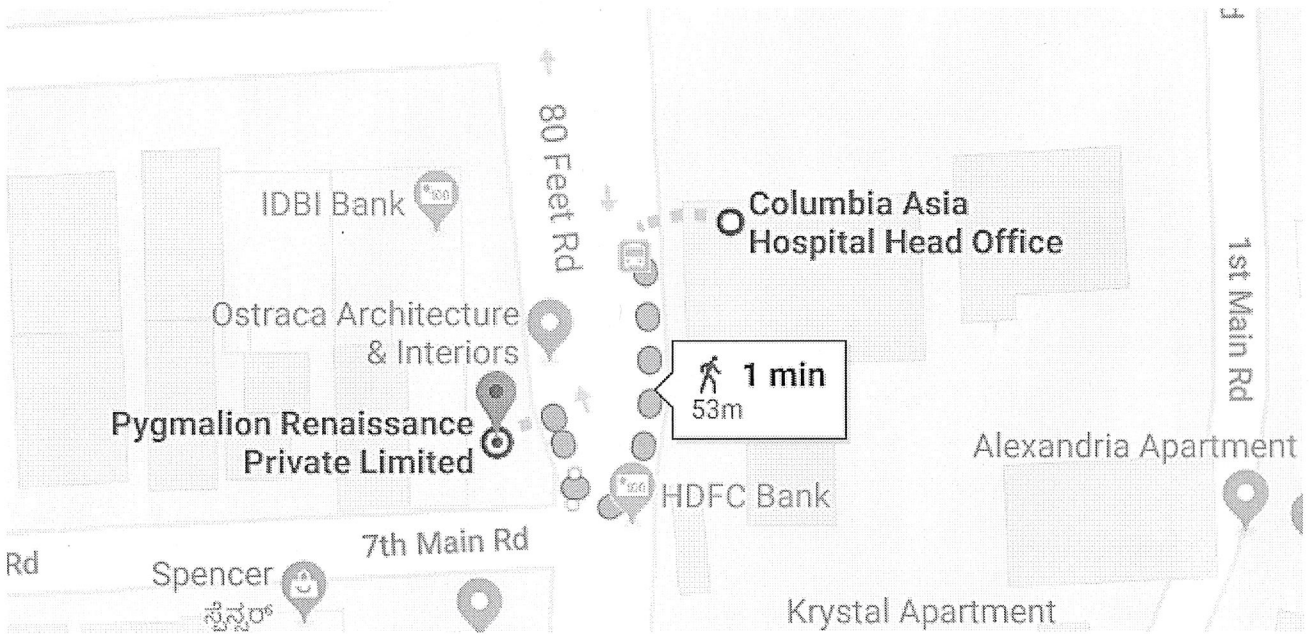 80 Feet Rd
IDBI Bank
Columbia Asia
Hospital Head Office
1st Main Rd
Ostraca Architecture
& Interiors
1 min
53m
Pygmalion Renaissance
Private Limited
Alexandria Apartment
HDFC Bank
7th Main Rd
Rd
Spencer
ಸ್ಪೆನ್ಸರ್
Krystal Apartment